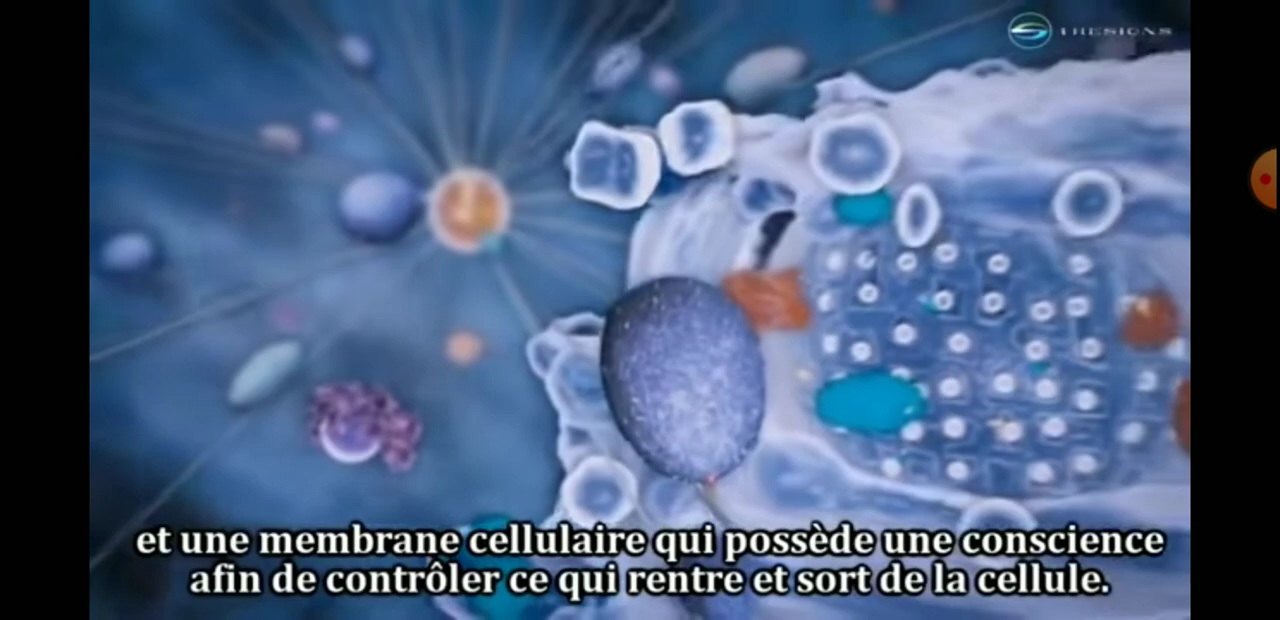 et une membrane cellulaire qui possède une conscience
afin de contrôler ce qui rentre et sort de la cellule.